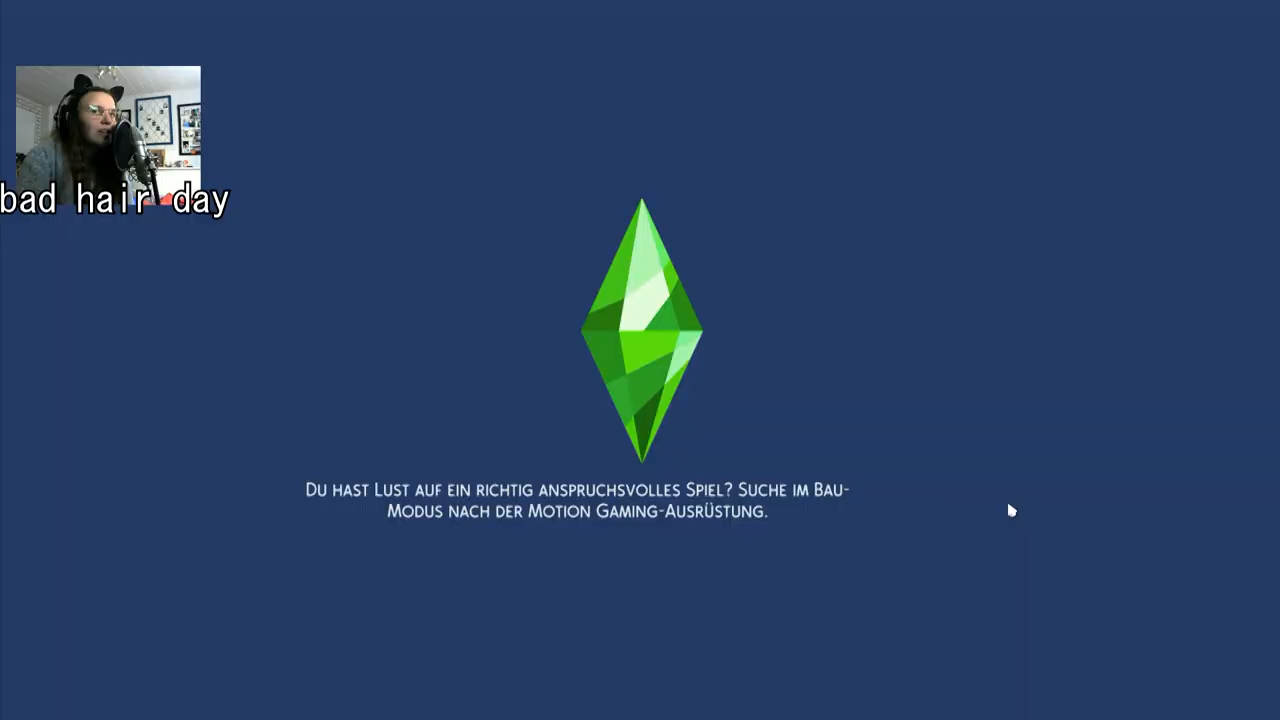 bad hair day
Du hast Lust auf ein richtig anspruchsvolles Spiel? Suche im Bau-
Modus nach der Motion Gaming-Ausrüstung.